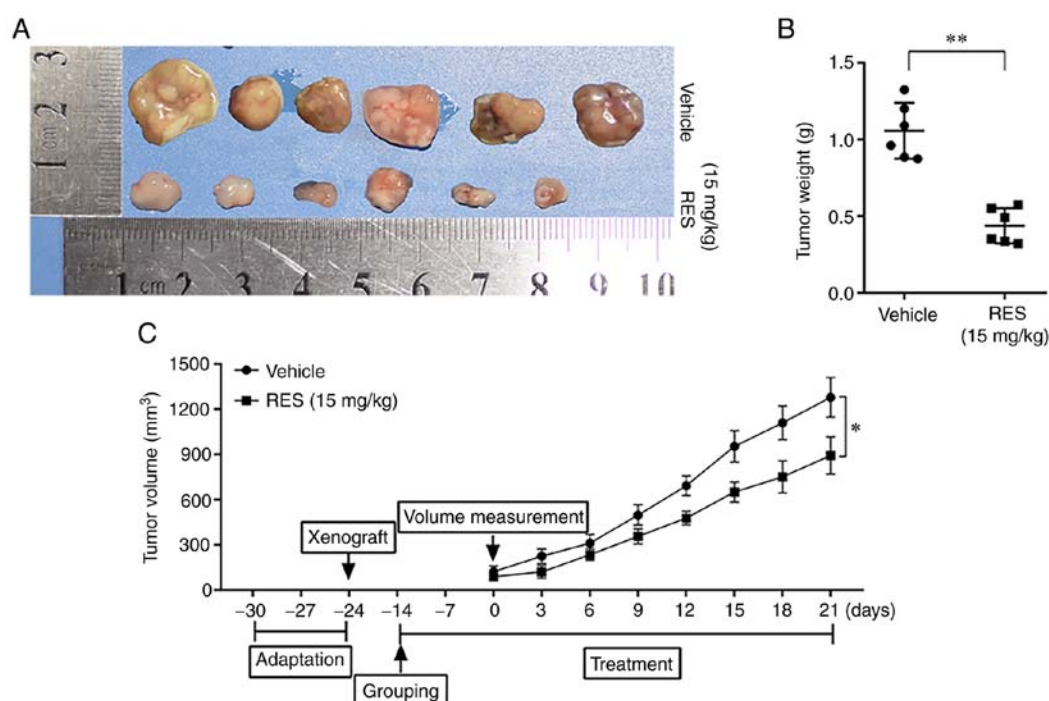 A
3
2
cm
1
Vehicle
RES
(15 mg/kg)
1 cm 2 3 4 5 6 7 8 9 10
B
**
1.5
1.0
0.5
0.0
Tumor weight (g)
Vehicle
RES
(15 mg/kg)
C
1500
1200
900
600
300
0
Tumor volume (mm³)
Vehicle
RES (15 mg/kg)
*
Volume measurement
Xenograft
−30 −27 −24 −14 −7 0 3 6 9 12 15 18 21 (days)
Adaptation
Grouping
Treatment